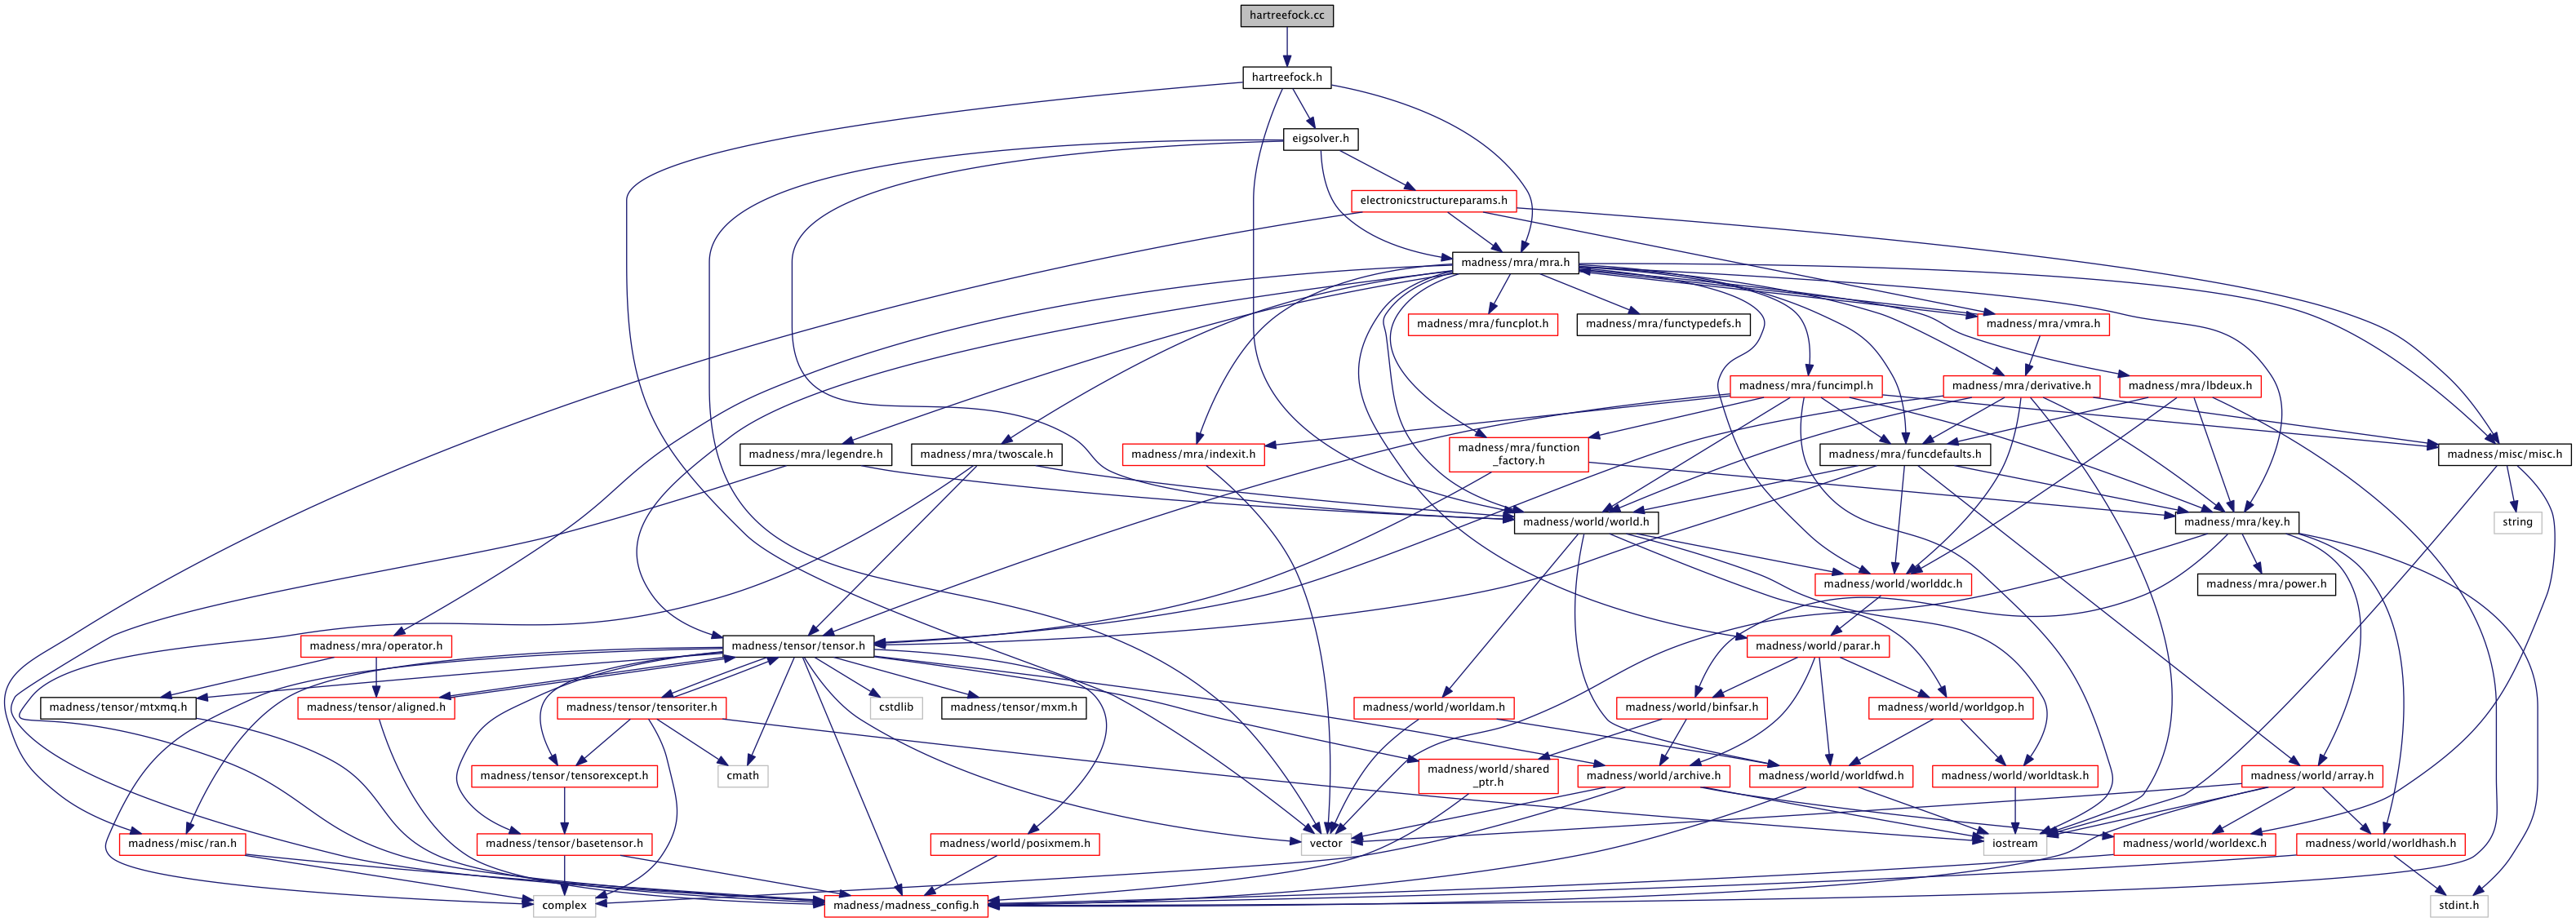 hartreefock.cc
hartreefock.h
eigsolver.h
electronicstructureparams.h
madness/mra/mra.h
madness/mra/funcplot.h
madness/mra/functypedefs.h
madness/mra/vmra.h
madness/mra/funcimpl.h
madness/mra/derivative.h
madness/mra/lbdeux.h
madness/mra/legendre.h
madness/mra/twoscale.h
madness/mra/indexit.h
madness/mra/function
_factory.h
madness/mra/funcdefaults.h
madness/misc/misc.h
madness/world/world.h
madness/mra/key.h
string
madness/world/worlddc.h
madness/mra/power.h
madness/mra/operator.h
madness/tensor/tensor.h
madness/world/parar.h
madness/tensor/mtxmq.h
madness/tensor/aligned.h
madness/tensor/tensoriter.h
cstdlib
madness/tensor/mxm.h
madness/world/worldam.h
madness/world/binfsar.h
madness/world/worldgop.h
madness/tensor/tensorexcept.h
cmath
madness/world/shared
_ptr.h
madness/world/archive.h
madness/world/worldfwd.h
madness/world/worldtask.h
madness/world/array.h
madness/misc/ran.h
madness/tensor/basetensor.h
madness/world/posixmem.h
vector
iostream
madness/world/worldexc.h
madness/world/worldhash.h
complex
madness/madness_config.h
stdint.h